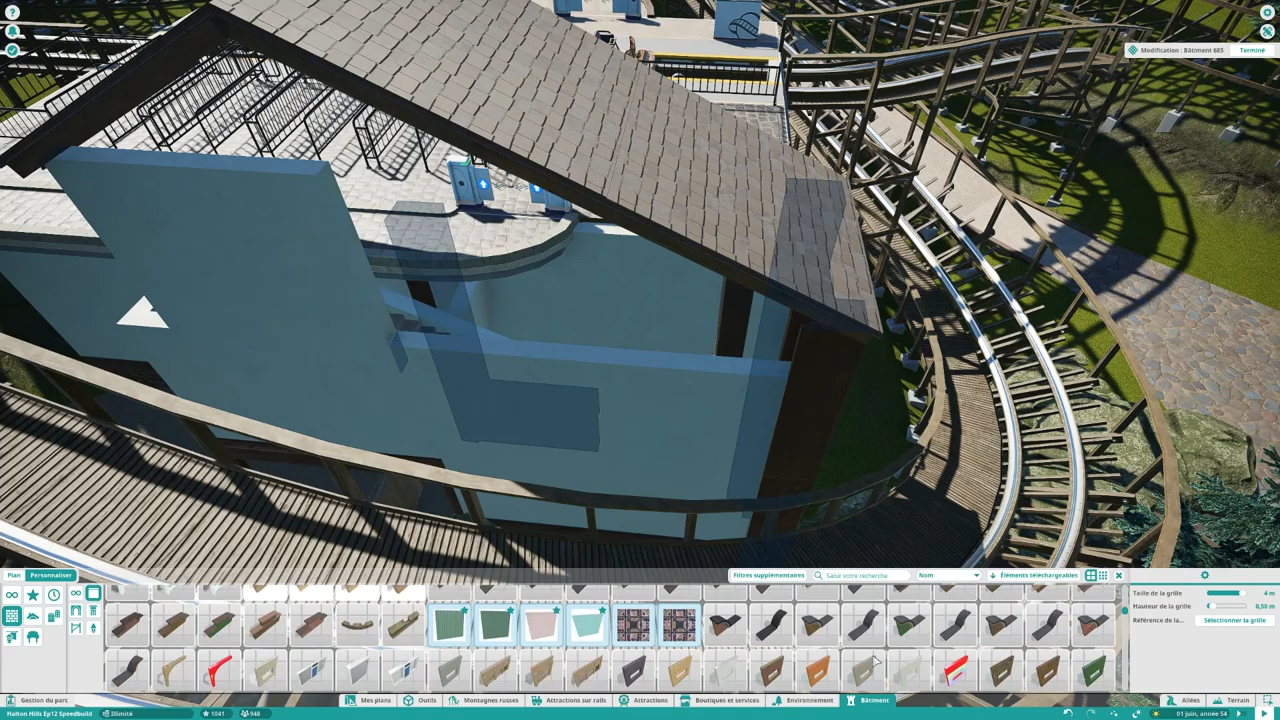 Modification : Bâtiment 685
Terminé
Plan
Personnaliser
Filtres supplémentaires
Saisir votre recherche
Nom
Éléments téléchargeables
Taille de la grille
4 m
Hauteur de la grille
0,50 m
Référence de la...
Sélectionner la grille
Gestion du parc
Mes plans
Outils
Montagnes russes
Attractions sur rails
Attractions
Boutiques et services
Environnement
Bâtiment
Allées
Terrain
Halton Hills Ep12 Speedbuild
Illimité
1041
948
01 juin, année 54